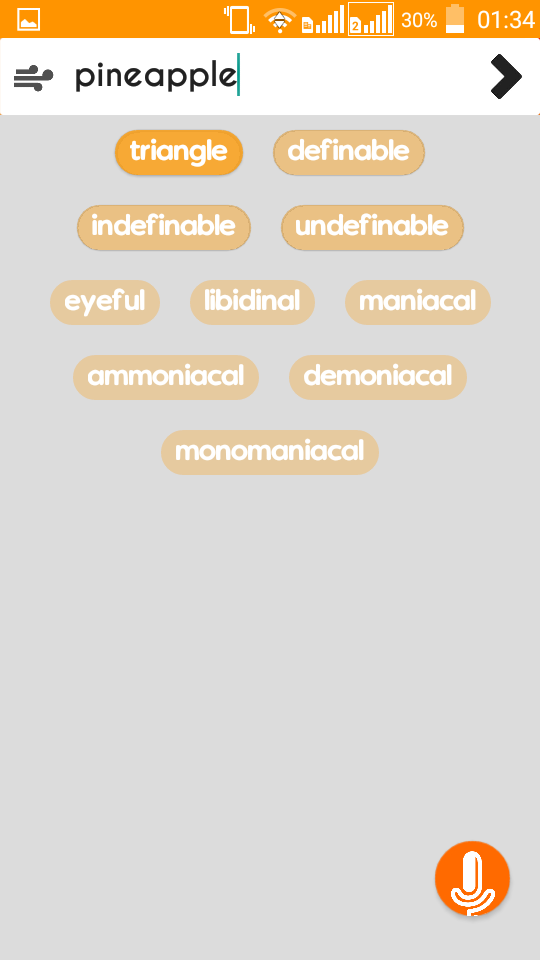 30% 01:34
pineapple
triangle definable
indefinable undefinable
eyeful libidinal maniacal
ammoniacal demoniacal
monomaniacal